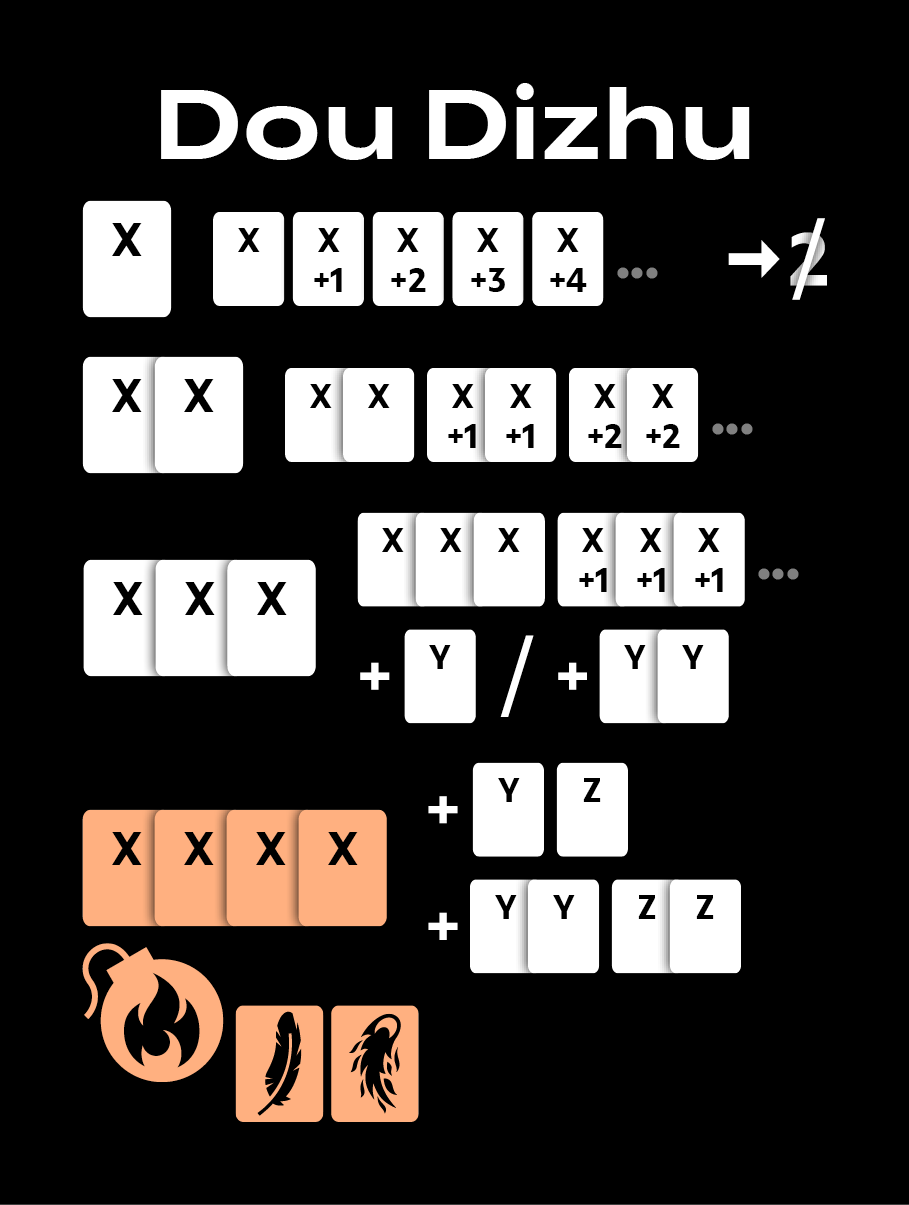 Dou Dizhu
X X X +1 X +2 X +3 X +4 ... → 2
X X X X X +1 X +1 X +2 X +2 ...
X X X X +1 X +1 X +1 ...
X X X
+ Y / + Y Y
+ Y Z
X X X X
+ Y Y Z Z